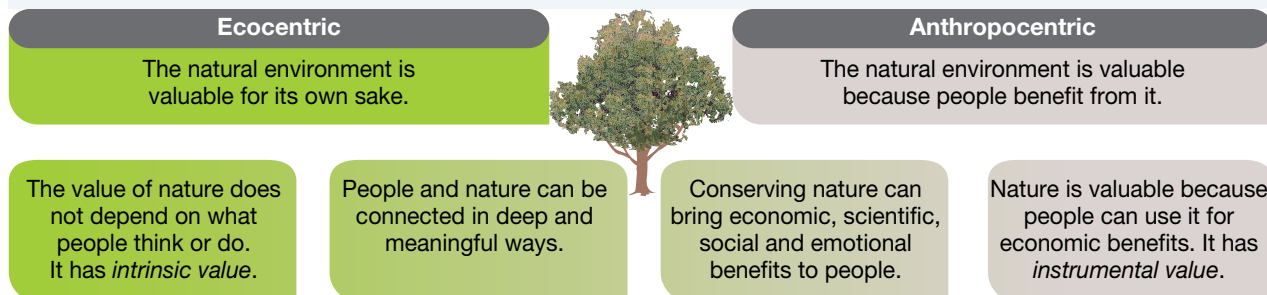 Ecocentric
The natural environment is
valuable for its own sake.
Anthropocentric
The natural environment is valuable
because people benefit from it.
The value of nature does
not depend on what
people think or do.
It has intrinsic value.
People and nature can be
connected in deep and
meaningful ways.
Conserving nature can
bring economic, scientific,
social and emotional
benefits to people.
Nature is valuable because
people can use it for
economic benefits. It has
instrumental value.